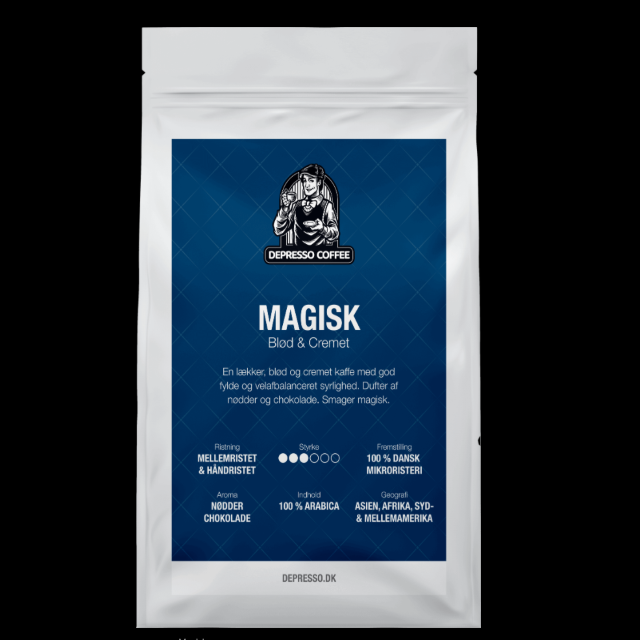 DEPRESSO COFFEE
MAGISK
Blød & Cremet
En lækker, blød og cremet kaffe med god
fylde og velafbalanceret syrlighed. Dufter af
nødder og chokolade. Smager magisk.
Ristning
MELLEMRISTET
& HÅNDRISTET
Styrke
Fremstilling
100 % DANSK
MIKRORISTERI
Aroma
NØDDER
CHOKOLADE
Indhold
100 % ARABICA
Geografi
ASIEN, AFRIKA, SYD-
& MELLEMAMERIKA
DEPRESSO.DK